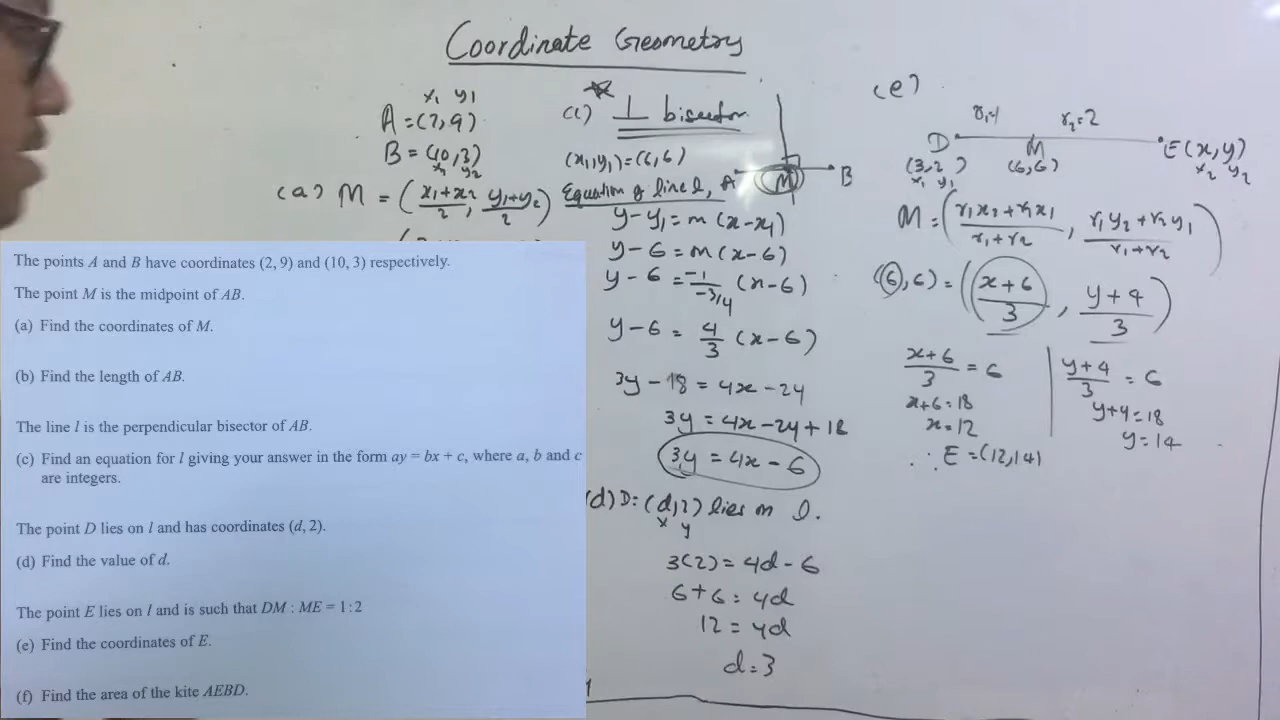 Coordinate Geometry
x₁ y₁
A = (2, 9)
B = (10, 3)
x₂ y₂
(a) M = (x₁+x₂/2, y₁+y₂/2)
(c) ⊥ bisector
(x₁,y₁) = (6,6)
A M B
Equation of line l,
y - y₁ = m (x - x₁)
y - 6 = m (x - 6)
y - 6 = -1/-3/4 (x - 6)
y - 6 = 4/3 (x - 6)
3y - 18 = 4x - 24
3y = 4x - 24 + 18
3y = 4x - 6
(d) D: (d,2) lies on l.
x y
3(2) = 4d - 6
6 + 6 = 4d
12 = 4d
d = 3
(e)
r₁=1 r₂=2
D M E (x, y)
(3,2) (6,6) x₂ y₂
x₁ y₁
M = (r₁x₂+r₂x₁/r₁+r₂, r₁y₂+r₂y₁/r₁+r₂)
(6,6) = (x+6/3, y+4/3)
x+6/3 = 6
x+6 = 18
x = 12
y+4/3 = 6
y+4 = 18
y = 14
∴ E = (12,14)
The points A and B have coordinates (2, 9) and (10, 3) respectively.
The point M is the midpoint of AB.
(a) Find the coordinates of M.
(b) Find the length of AB.
The line l is the perpendicular bisector of AB.
(c) Find an equation for l giving your answer in the form ay = bx + c, where a, b and c
are integers.
The point D lies on l and has coordinates (d, 2).
(d) Find the value of d.
The point E lies on l and is such that DM : ME = 1:2
(e) Find the coordinates of E.
(f) Find the area of the kite AEBD.